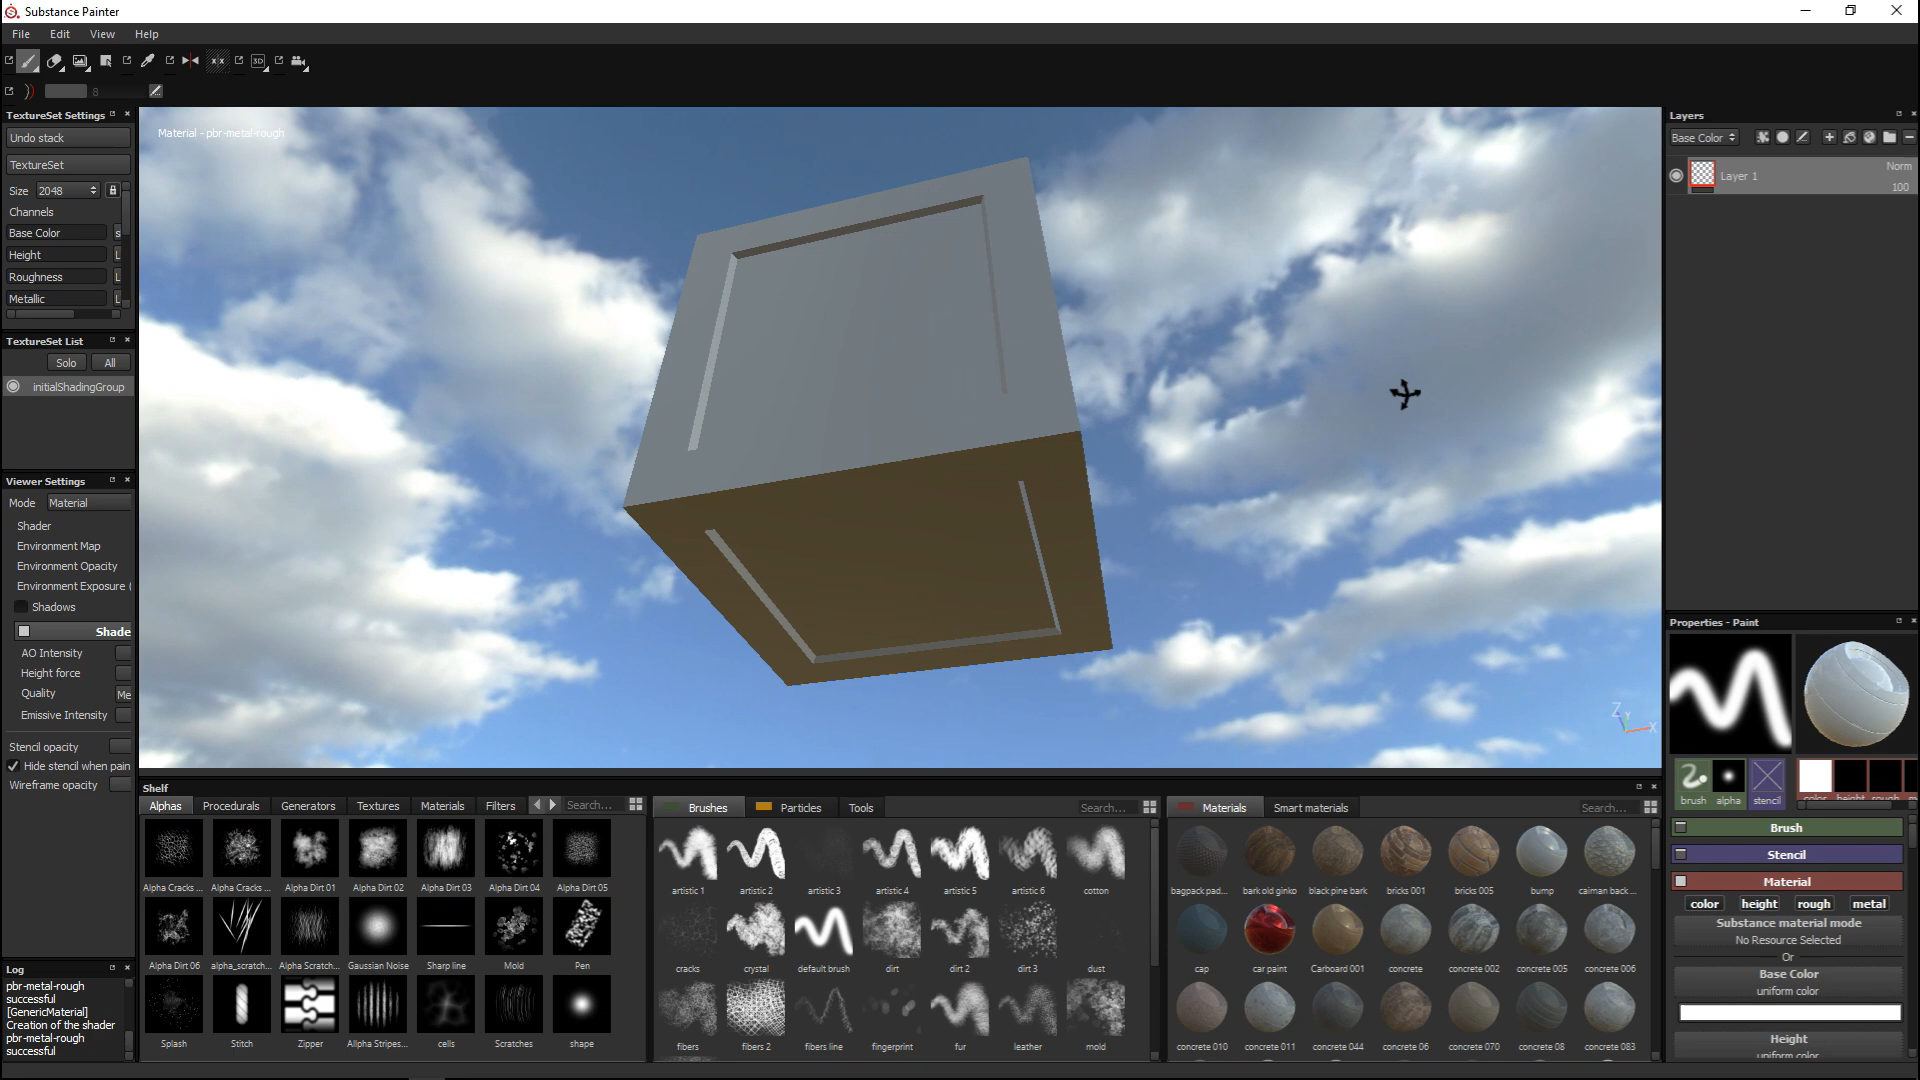 Substance Painter
File Edit View Help
3D
8
TextureSet Settings
Undo stack
TextureSet
Size 2048
Channels
Base Color s
Height L
Roughness L
Metallic L
TextureSet List
Solo All
initialShadingGroup
Viewer Settings
Mode Material
Shader
Environment Map
Environment Opacity
Environment Exposure (
Shadows
Shade
AO Intensity
Height force
Quality Me
Emissive Intensity
Stencil opacity
Hide stencil when pain
Wireframe opacity
Log
pbr-metal-rough
successful
[GenericMaterial]
Creation of the shader
pbr-metal-rough
successful
Material - pbr-metal-rough
Z Y X
Shelf
Alphas Procedurals Generators Textures Materials Filters Search...
Alpha Cracks ... Alpha Cracks ... Alpha Dirt 01 Alpha Dirt 02 Alpha Dirt 03 Alpha Dirt 04 Alpha Dirt 05
Alpha Dirt 06 alpha_scratch... Alpha Scratch... Gaussian Noise Sharp line Mold Pen
Splash Stitch Zipper Allpha Stripes... cells Scratches shape
Brushes Particles Tools Search...
artistic 1 artistic 2 artistic 3 artistic 4 artistic 5 artistic 6 cotton
cracks crystal default brush dirt dirt 2 dirt 3 dust
fibers fibers 2 fibers line fingerprint fur leather mold
Materials Smart materials Search...
bagpack pad... bark old ginko black pine bark bricks 001 bricks 005 bump caiman back ...
cap car paint Carboard 001 concrete concrete 002 concrete 005 concrete 006
concrete 010 concrete 011 concrete 044 concrete 06 concrete 070 concrete 08 concrete 083
Layers
Base Color
Layer 1 Norm
100
Properties - Paint
brush alpha stencil color height rough m
Brush
Stencil
Material
color height rough metal
Substance material mode
No Resource Selected
Or
Base Color
uniform color
Height
uniform color